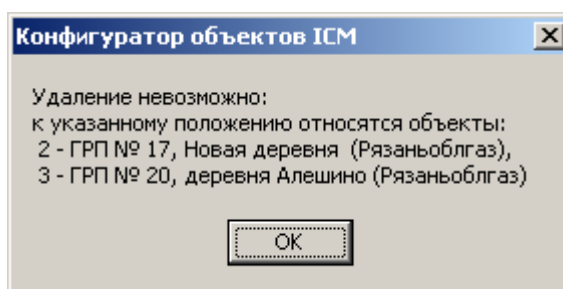 Конфигуратор объектов ICM
Удаление невозможно:
к указанному положению относятся объекты:
2 - ГРП № 17, Новая деревня (Рязаньоблгаз),
3 - ГРП № 20, деревня Алешино (Рязаньоблгаз)
OK